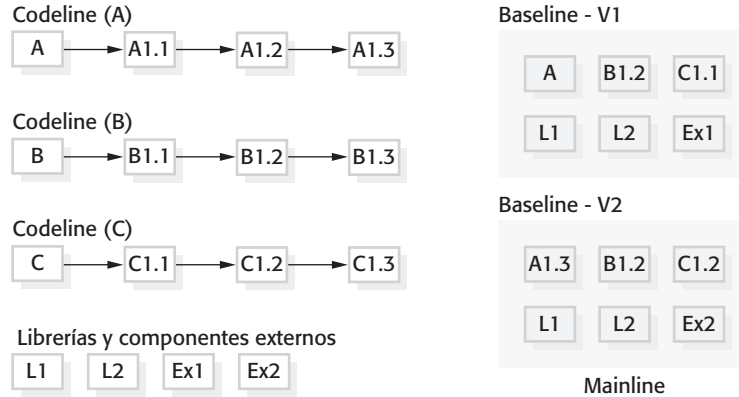 Codeline (A)
A A1.1 A1.2 A1.3
Codeline (B)
B B1.1 B1.2 B1.3
Codeline (C)
C C1.1 C1.2 C1.3
Librerías y componentes externos
L1 L2 Ex1 Ex2
Baseline - V1
A B1.2 C1.1
L1 L2 Ex1
Baseline - V2
A1.3 B1.2 C1.2
L1 L2 Ex2
Mainline